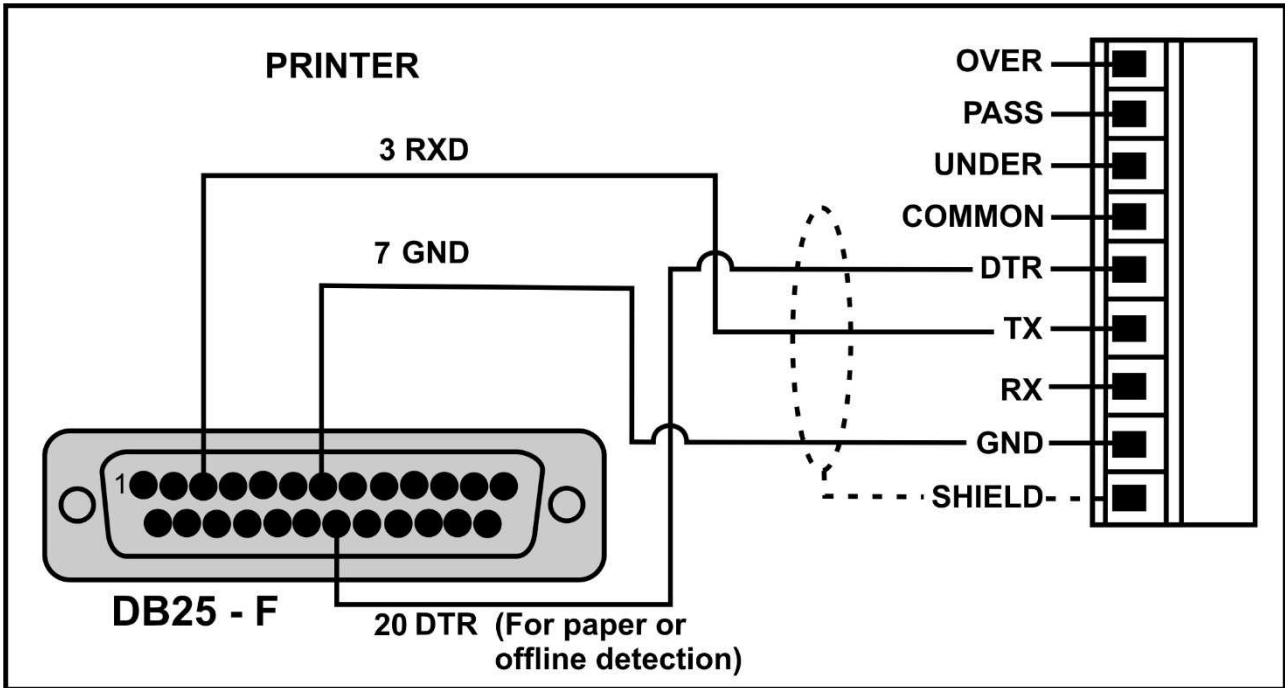 PRINTER
3 RXD
7 GND
1
DB25 - F
20 DTR (For paper or
offline detection)
OVER
PASS
UNDER
COMMON
DTR
TX
RX
GND
SHIELD